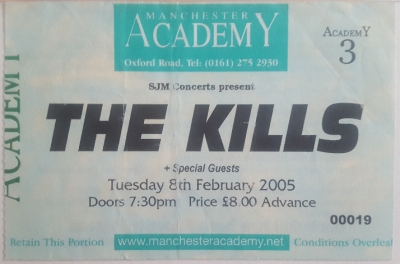 MANCHESTER
ACADEMY
Oxford Road, Tel: (0161) 275 2930
ACADEMY
3
SJM Concerts present
THE KILLS
+ Special Guests
Tuesday 8th February 2005
Doors 7:30pm Price £8.00 Advance
00019
ACADEMY
Retain This Portion www.manchesteracademy.net Conditions Overleaf